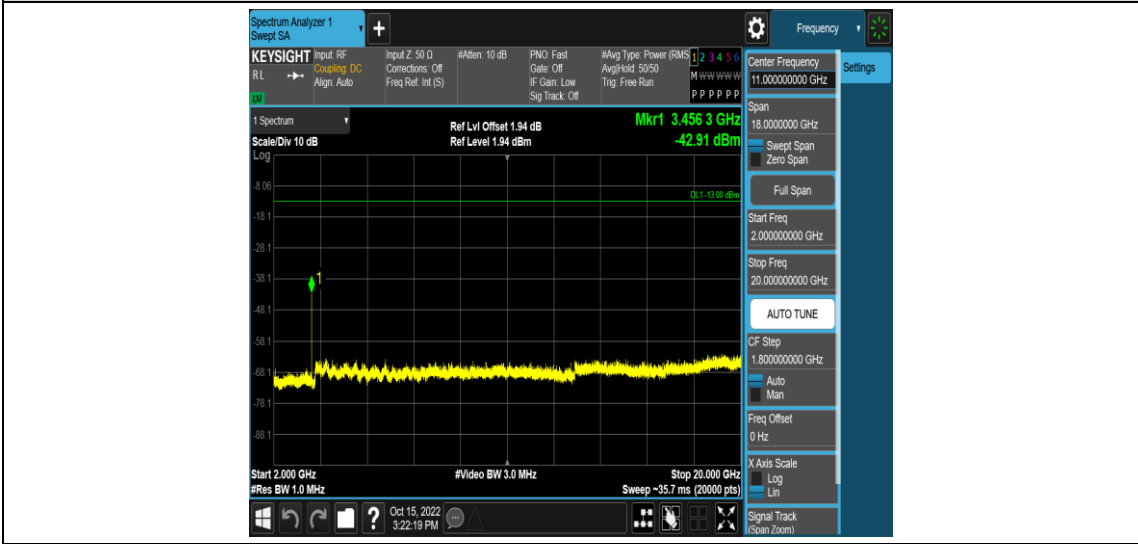 Spectrum Analyzer 1
Swept SA
+
Frequency
KEYSIGHT
RL
Input: RF
Coupling: DC
Align: Auto
Input Z: 50 Ω
Corrections: Off
Freq Ref: Int (S)
#Atten: 10 dB
PNO: Fast
Gate: Off
IF Gain: Low
Sig Track: Off
#Avg Type: Power (RMS
Avg|Hold: 50/50
Trig: Free Run
1 2 3 4 5 6
M W W W W W
P P P P P P
1 Spectrum
Scale/Div 10 dB
Log
Ref Lvl Offset 1.94 dB
Ref Level 1.94 dBm
Mkr1 3.456 3 GHz
-42.91 dBm
-8.06
DL1 -13.00 dBm
-18.1
-28.1
-38.1
1
-48.1
-58.1
-68.1
-78.1
-88.1
Start 2.000 GHz
#Res BW 1.0 MHz
#Video BW 3.0 MHz
Stop 20.000 GHz
Sweep ~35.7 ms (20000 pts)
?
Oct 15, 2022
3:22:19 PM
Center Frequency
11.000000000 GHz
Settings
Span
18.0000000 GHz
Swept Span
Zero Span
Full Span
Start Freq
2.000000000 GHz
Stop Freq
20.000000000 GHz
AUTO TUNE
CF Step
1.800000000 GHz
Auto
Man
Freq Offset
0 Hz
X Axis Scale
Log
Lin
Signal Track
(Span Zoom)